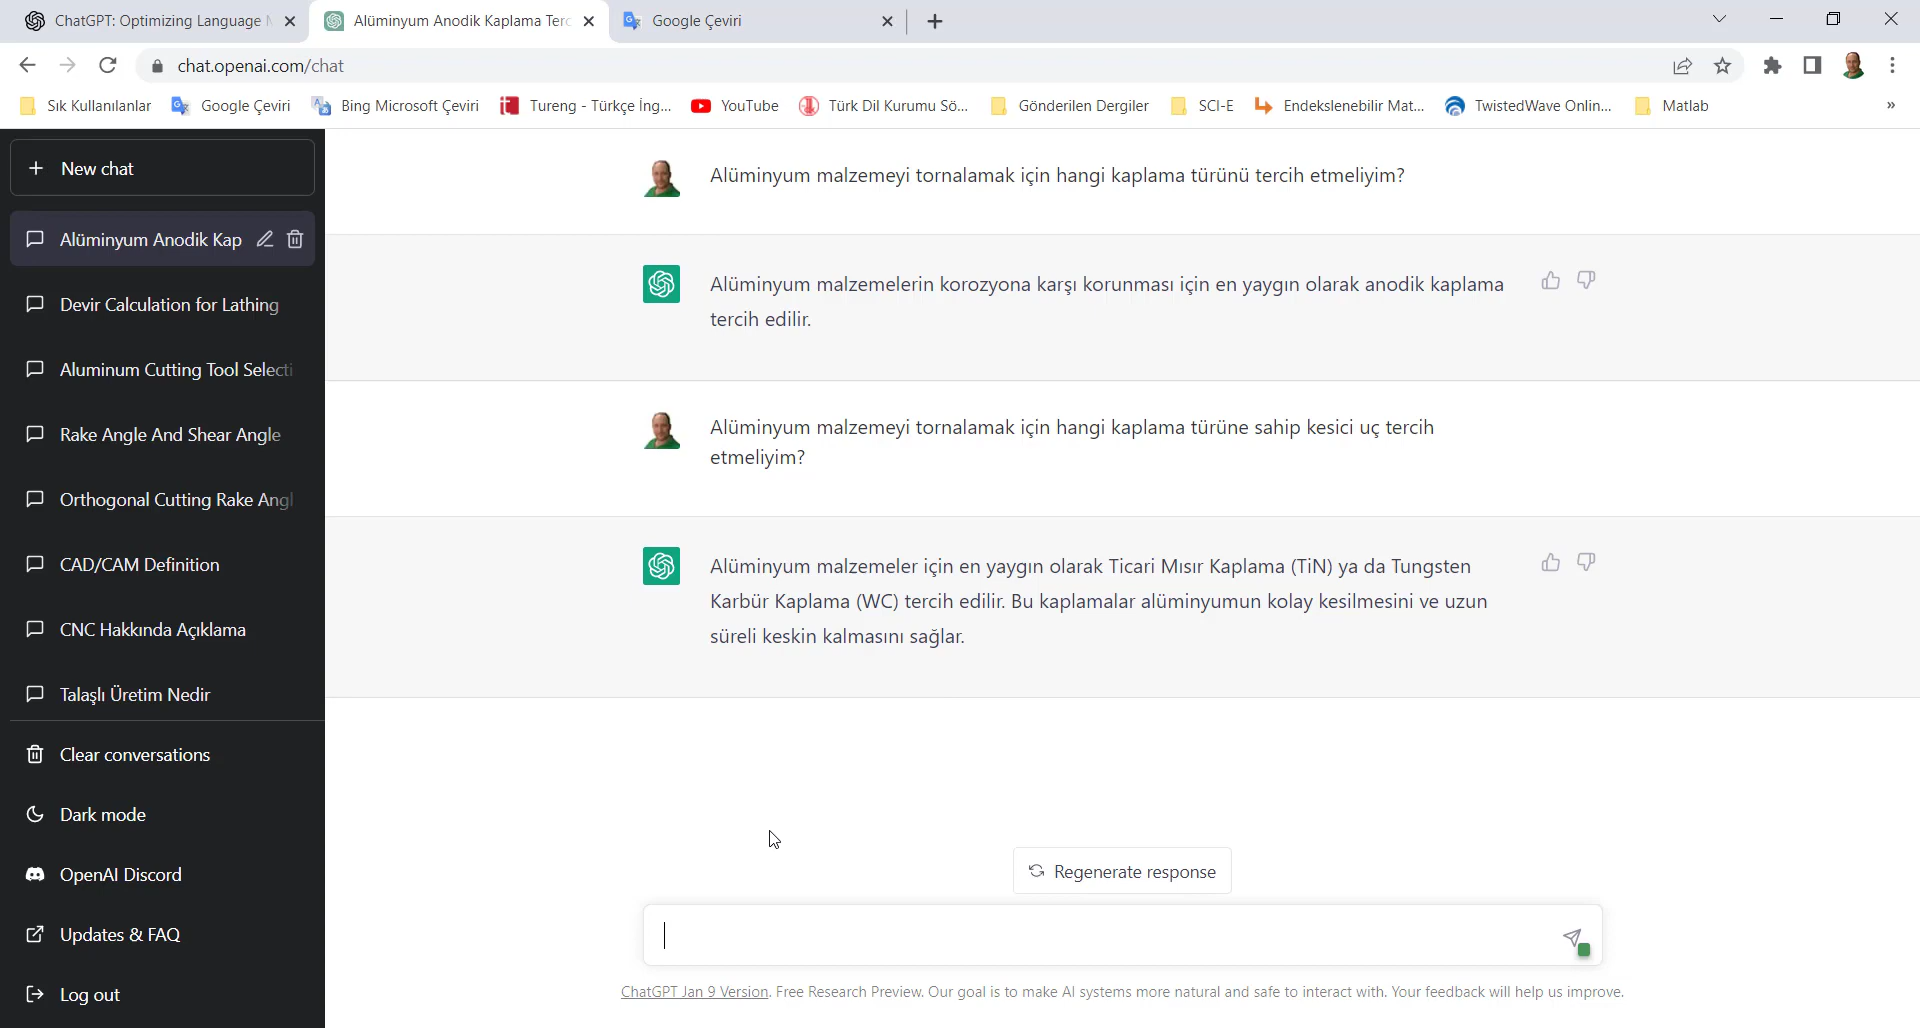 ChatGPT: Optimizing Language
Alüminyum Anodik Kaplama Terc
Google Çeviri
chat.openai.com/chat
Sık Kullanılanlar
Google Çeviri
Bing Microsoft Çeviri
Tureng - Türkçe İng...
YouTube
Türk Dil Kurumu Sö...
Gönderilen Dergiler
SCI-E
Endekslenebilir Mat...
TwistedWave Onlin...
Matlab
»
New chat
Alüminyum Anodik Kap
Devir Calculation for Lathing
Aluminum Cutting Tool Selecti
Rake Angle And Shear Angle
Orthogonal Cutting Rake Angl
CAD/CAM Definition
CNC Hakkında Açıklama
Talaşlı Üretim Nedir
Clear conversations
Dark mode
OpenAI Discord
Updates & FAQ
Log out
Alüminyum malzemeyi tornalamak için hangi kaplama türünü tercih etmeliyim?
Alüminyum malzemelerin korozyona karşı korunması için en yaygın olarak anodik kaplama
tercih edilir.
Alüminyum malzemeyi tornalamak için hangi kaplama türüne sahip kesici uç tercih
etmeliyim?
Alüminyum malzemeler için en yaygın olarak Ticari Mısır Kaplama (TiN) ya da Tungsten
Karbür Kaplama (WC) tercih edilir. Bu kaplamalar alüminyumun kolay kesilmesini ve uzun
süreli keskin kalmasını sağlar.
Regenerate response
ChatGPT Jan 9 Version. Free Research Preview. Our goal is to make AI systems more natural and safe to interact with. Your feedback will help us improve.